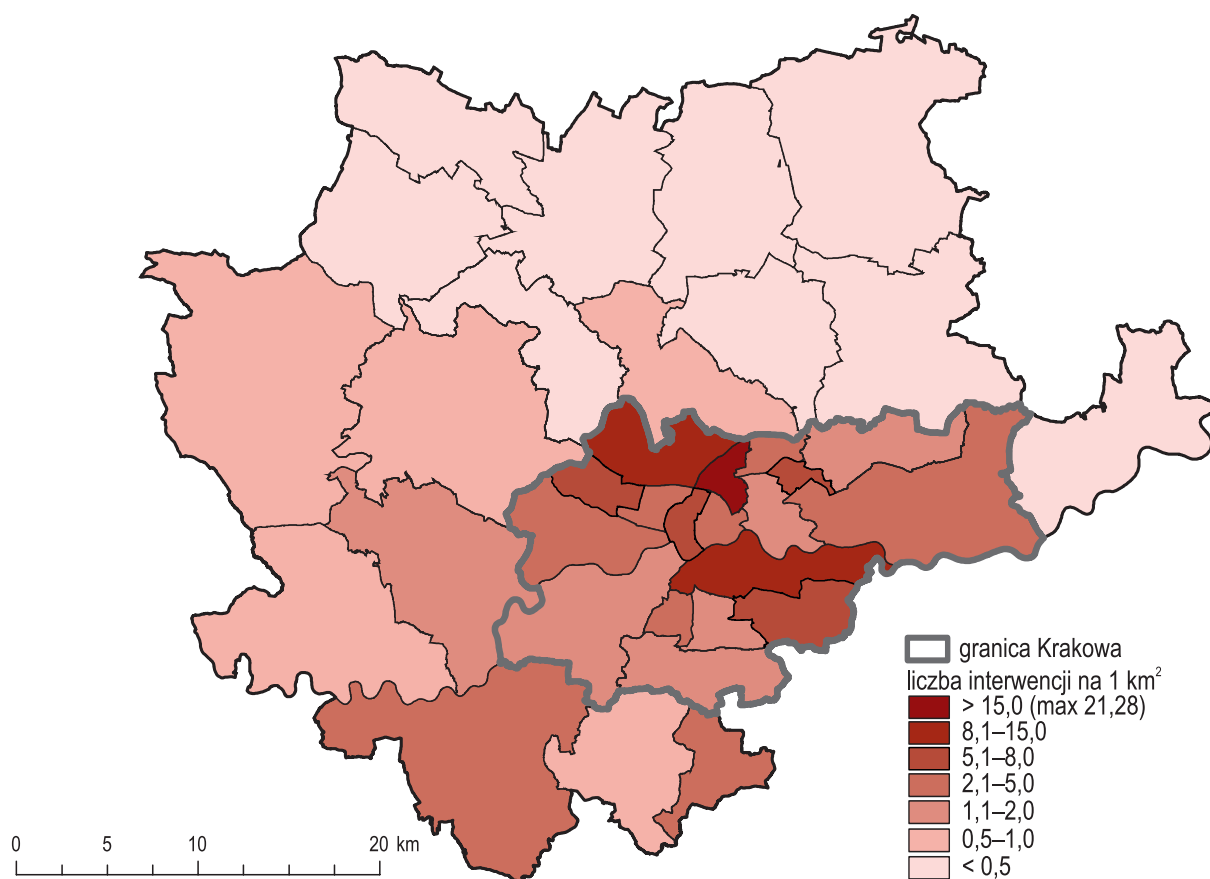 granica Krakowa
liczba interwencji na 1 km²
> 15,0 (max 21,28)
8,1–15,0
5,1–8,0
2,1–5,0
1,1–2,0
0,5–1,0
< 0,5
0 5 10 20 km